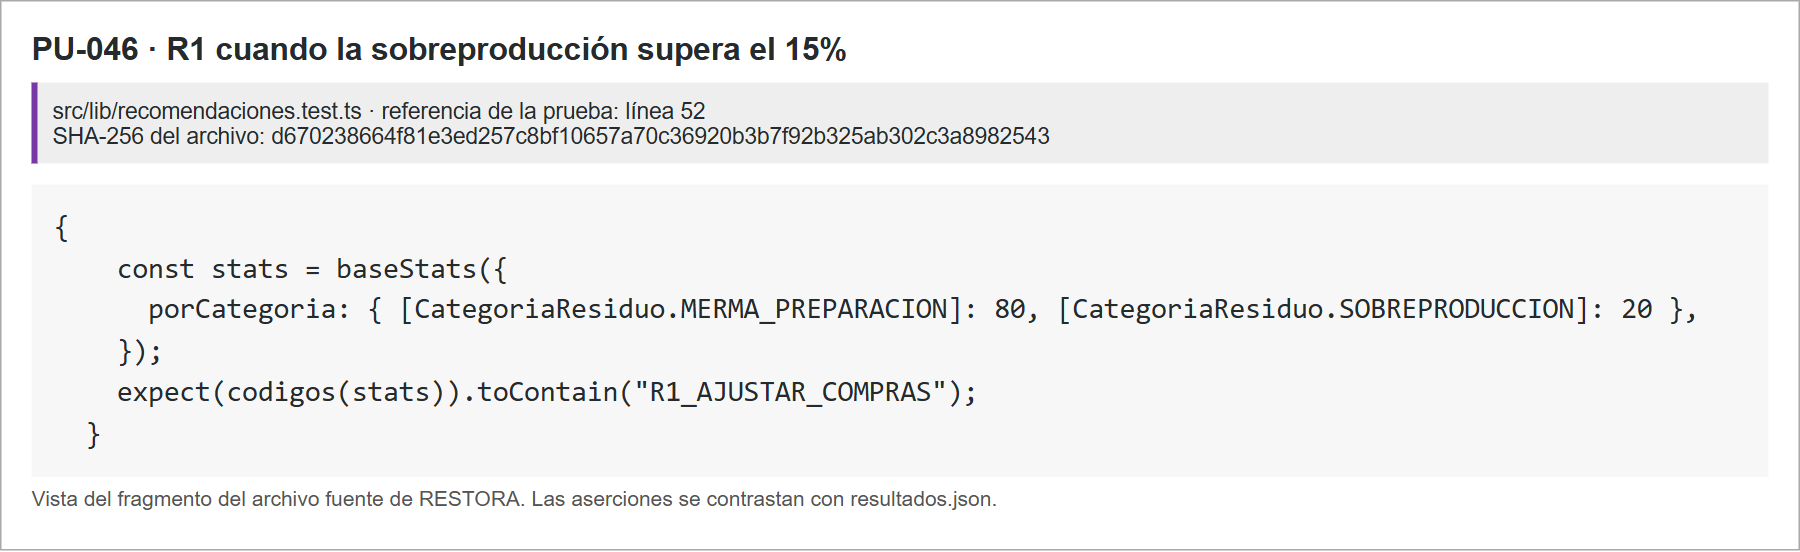 PU-046 · R1 cuando la sobreproducción supera el 15%
src/lib/recomendaciones.test.ts · referencia de la prueba: línea 52
SHA-256 del archivo: d670238664f81e3ed257c8bf10657a70c36920b3b7f92b325ab302c3a8982543
{
    const stats = baseStats({
      porCategoria: { [CategoriaResiduo.MERMA_PREPARACION]: 80, [CategoriaResiduo.SOBREPRODUCCION]: 20 },
    });
    expect(codigos(stats)).toContain("R1_AJUSTAR_COMPRAS");
  }
Vista del fragmento del archivo fuente de RESTORA. Las aserciones se contrastan con resultados.json.